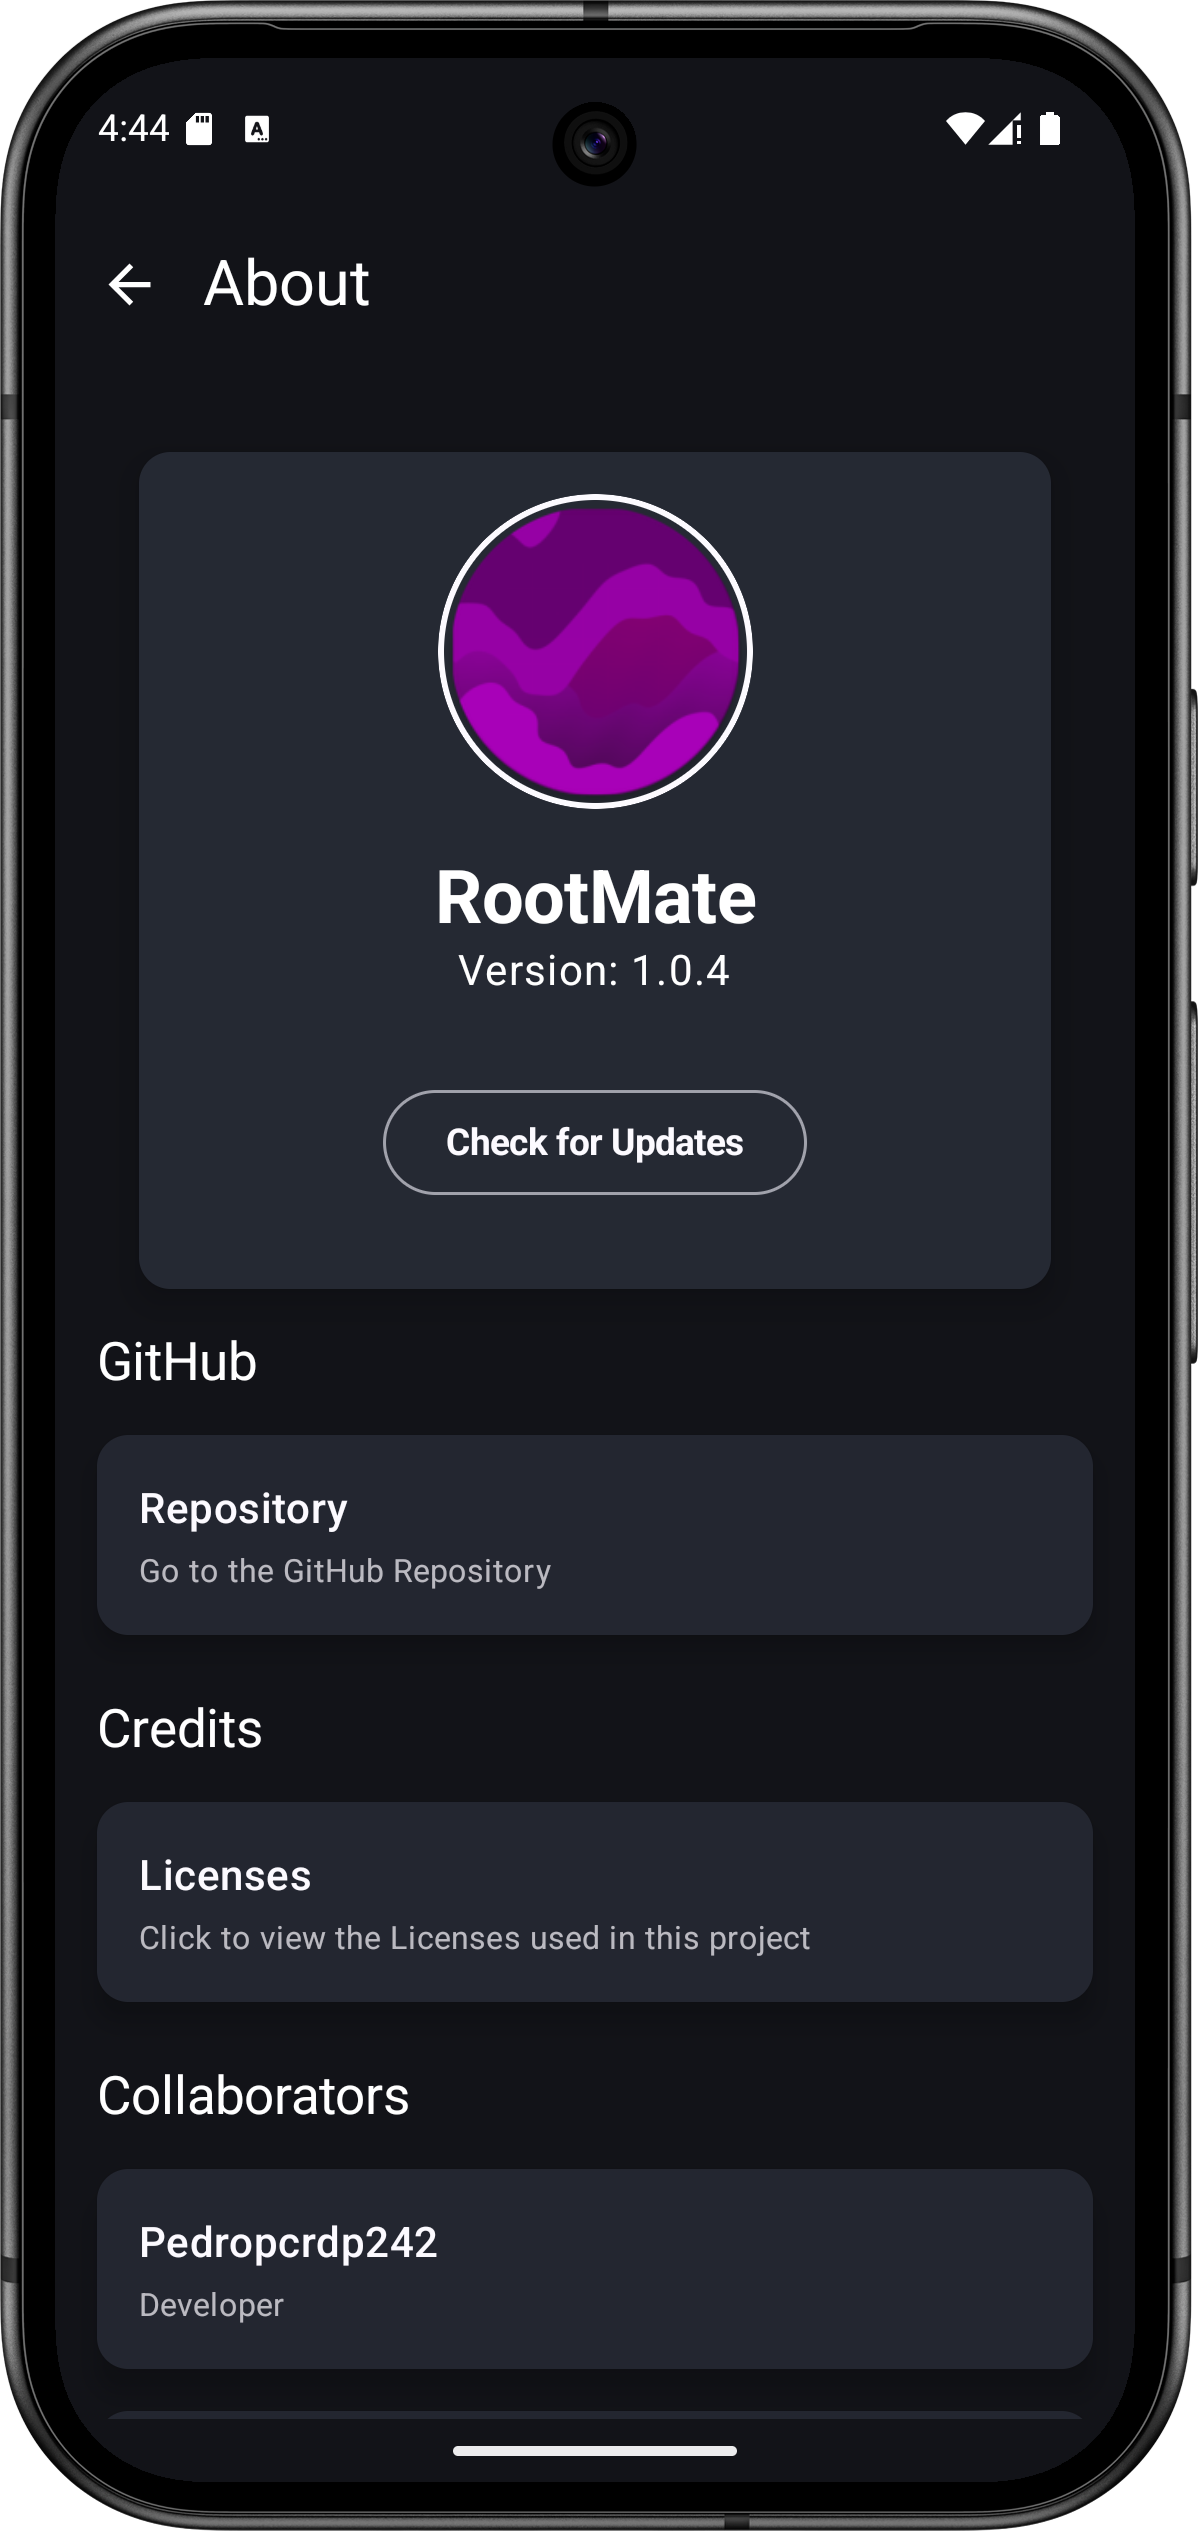 4:44
About
RootMate
Version: 1.0.4
Check for Updates
GitHub
Repository
Go to the GitHub Repository
Credits
Licenses
Click to view the Licenses used in this project
Collaborators
Pedropcrdp242
Developer